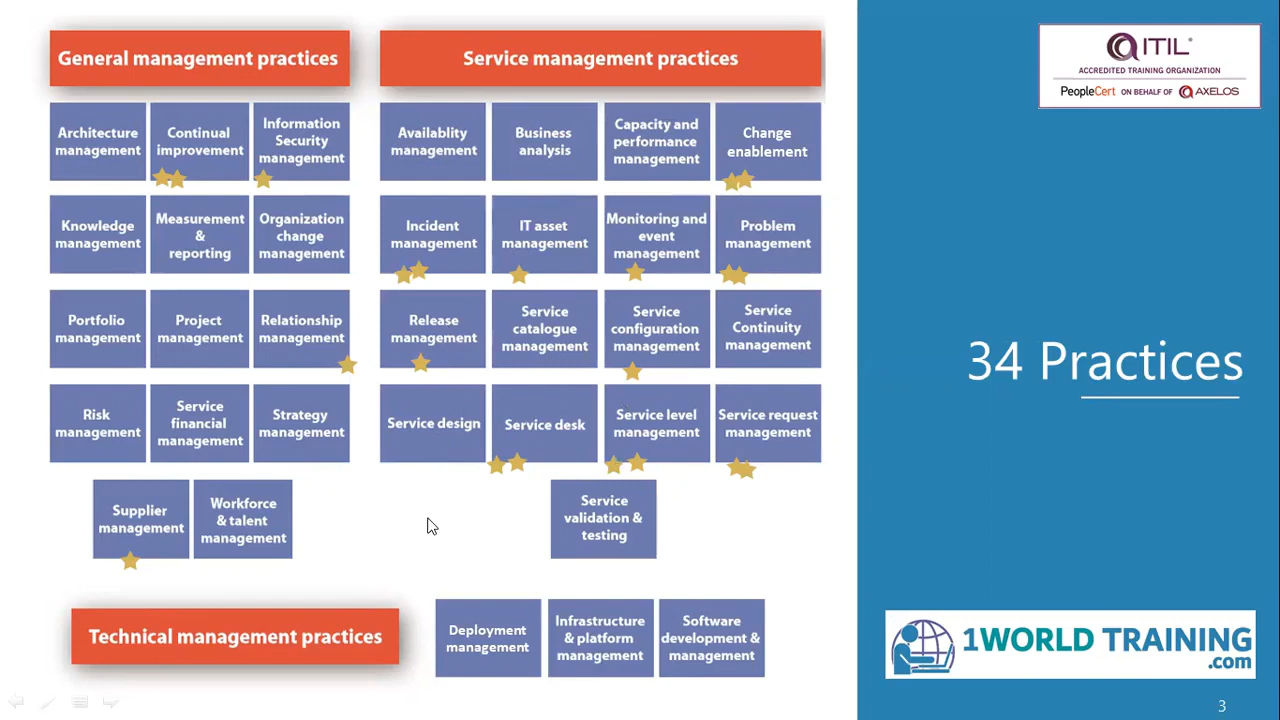 General management practices
Service management practices
ITIL®
ACCREDITED TRAINING ORGANIZATION
PeopleCert ON BEHALF OF AXELOS
Architecture
management
Continual
improvement
Information
Security
management
Availablity
management
Business
analysis
Capacity and
performance
management
Change
enablement
Knowledge
management
Measurement
&
reporting
Organization
change
management
Incident
management
IT asset
management
Monitoring and
event
management
Problem
management
Portfolio
management
Project
management
Relationship
management
Release
management
Service
catalogue
management
Service
configuration
management
Service
Continuity
management
34 Practices
Risk
management
Service
financial
management
Strategy
management
Service design
Service desk
Service level
management
Service request
management
Supplier
management
Workforce
& talent
management
Service
validation &
testing
Technical management practices
Deployment
management
Infrastructure
& platform
management
Software
development &
management
1WORLD TRAINING
.com
3